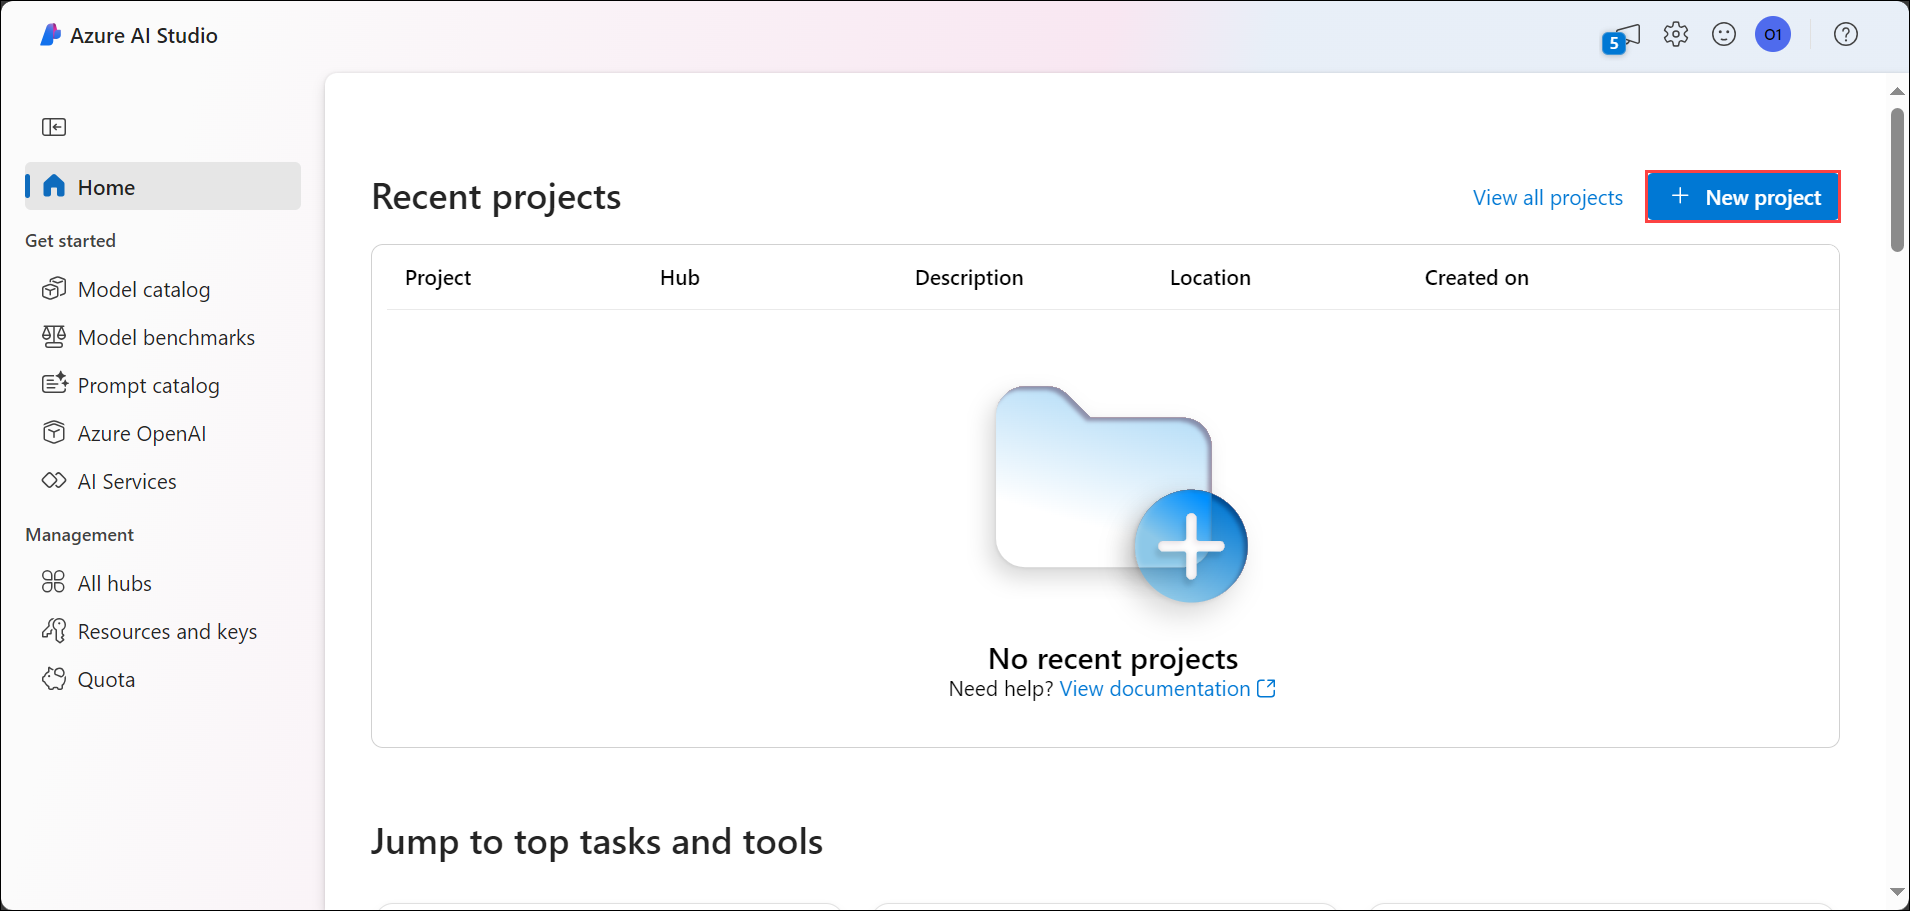 Azure AI Studio
5
O1
Home
Get started
Model catalog
Model benchmarks
Prompt catalog
Azure OpenAI
AI Services
Management
All hubs
Resources and keys
Quota
Recent projects
View all projects
+ New project
Project Hub Description Location Created on
No recent projects
Need help? View documentation
Jump to top tasks and tools